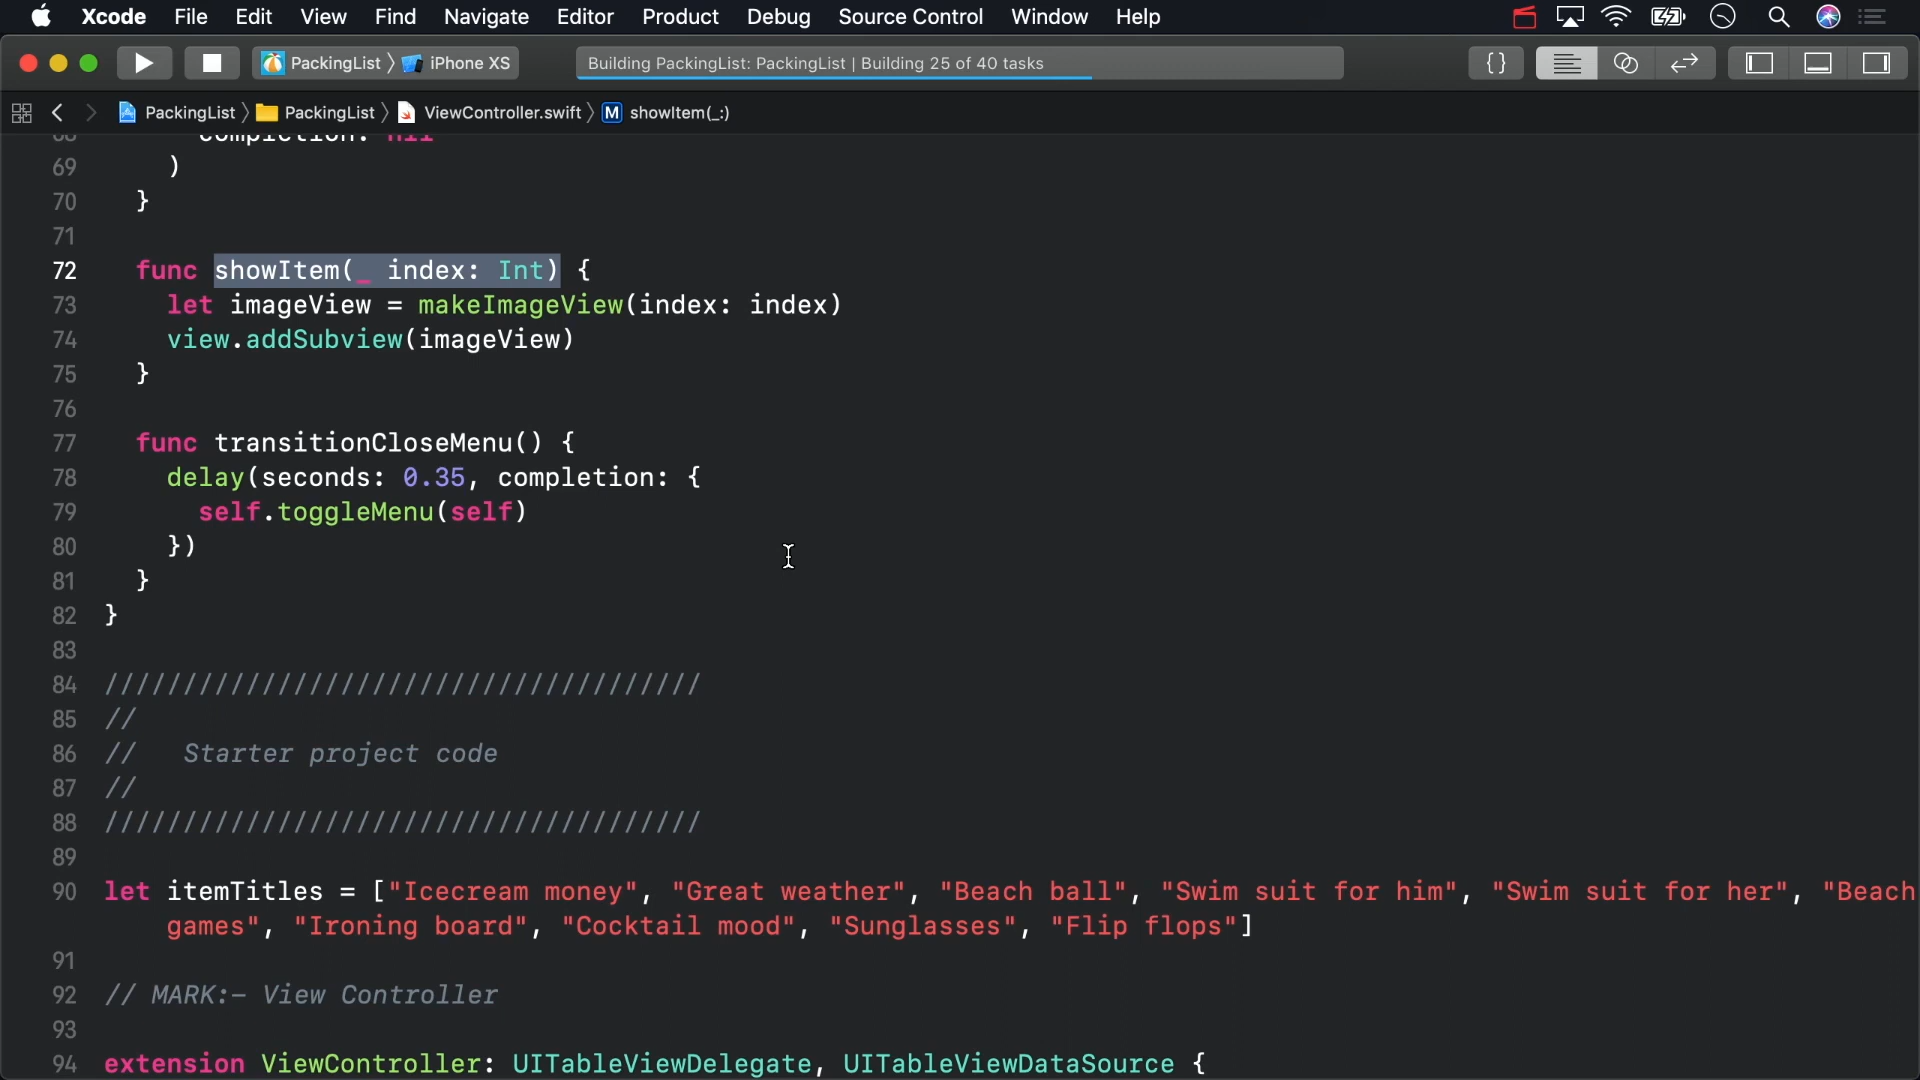 Xcode File Edit View Find Navigate Editor Product Debug Source Control Window Help
PackingList iPhone XS Building PackingList: PackingList | Building 25 of 40 tasks {}
PackingList PackingList ViewController.swift M showItem(_:)
68 completion: nil
69 )
70 }
71
72 func showItem(_ index: Int) {
73 let imageView = makeImageView(index: index)
74 view.addSubview(imageView)
75 }
76
77 func transitionCloseMenu() {
78 delay(seconds: 0.35, completion: {
79 self.toggleMenu(self)
80 })
81 }
82 }
83
84 //////////////////////////////////////
85 //
86 // Starter project code
87 //
88 //////////////////////////////////////
89
90 let itemTitles = ["Icecream money", "Great weather", "Beach ball", "Swim suit for him", "Swim suit for her", "Beach
games", "Ironing board", "Cocktail mood", "Sunglasses", "Flip flops"]
91
92 // MARK:- View Controller
93
94 extension ViewController: UITableViewDelegate, UITableViewDataSource {